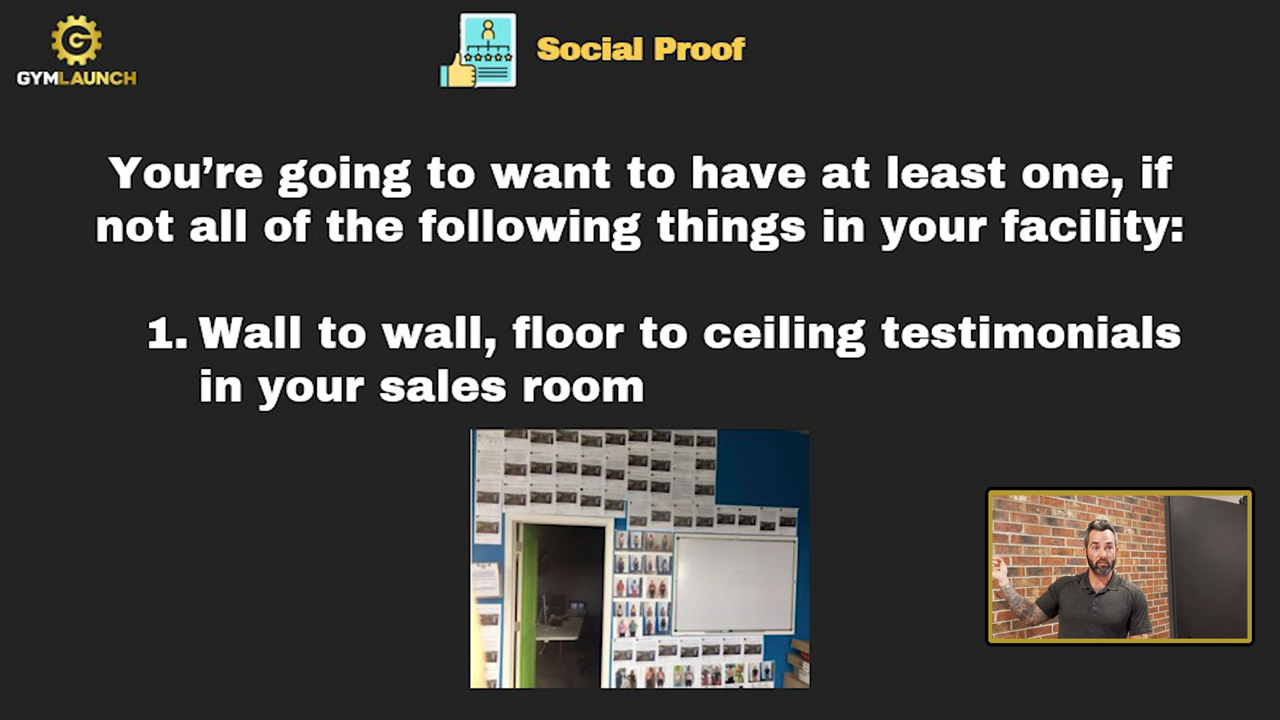 GYMLAUNCH
Social Proof
You’re going to want to have at least one, if
not all of the following things in your facility:
1. Wall to wall, floor to ceiling testimonials
in your sales room